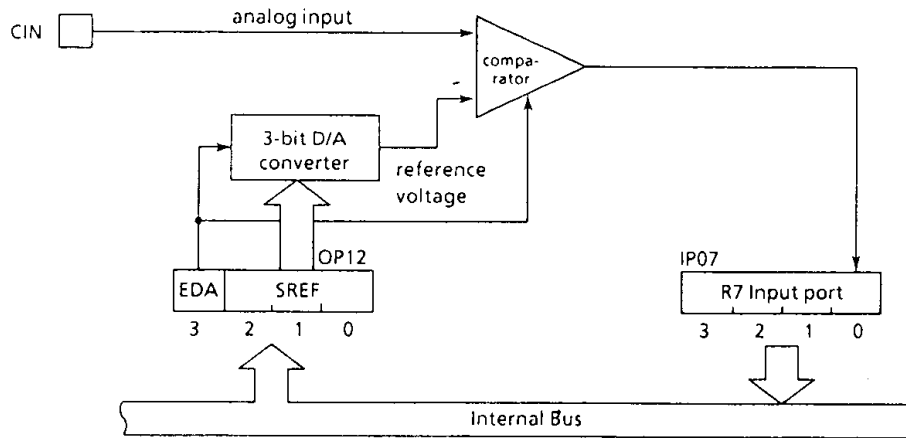 CIN
analog input
compa-
rator
3-bit D/A
converter
reference
voltage
OP12
EDA
SREF
3
2
1
0
IP07
R7 Input port
3
2
1
0
Internal Bus